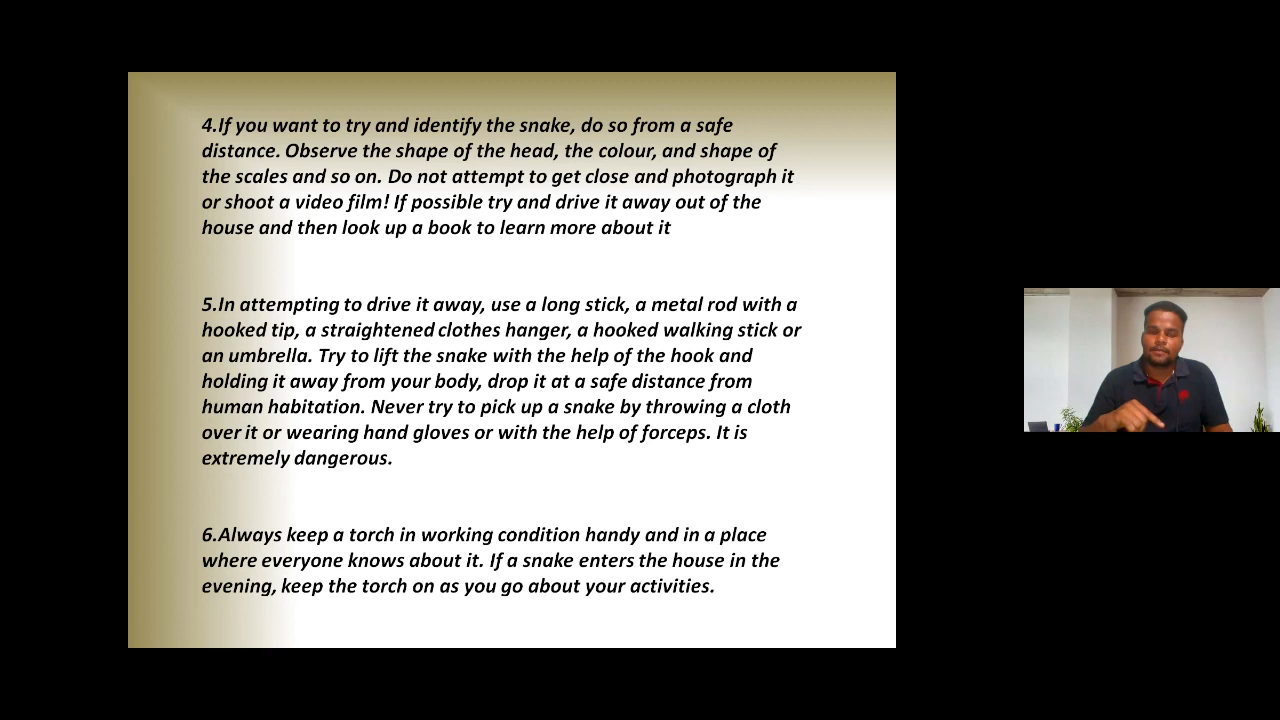 4.If you want to try and identify the snake, do so from a safe
distance. Observe the shape of the head, the colour, and shape of
the scales and so on. Do not attempt to get close and photograph it
or shoot a video film! If possible try and drive it away out of the
house and then look up a book to learn more about it
5.In attempting to drive it away, use a long stick, a metal rod with a
hooked tip, a straightened clothes hanger, a hooked walking stick or
an umbrella. Try to lift the snake with the help of the hook and
holding it away from your body, drop it at a safe distance from
human habitation. Never try to pick up a snake by throwing a cloth
over it or wearing hand gloves or with the help of forceps. It is
extremely dangerous.
6.Always keep a torch in working condition handy and in a place
where everyone knows about it. If a snake enters the house in the
evening, keep the torch on as you go about your activities.